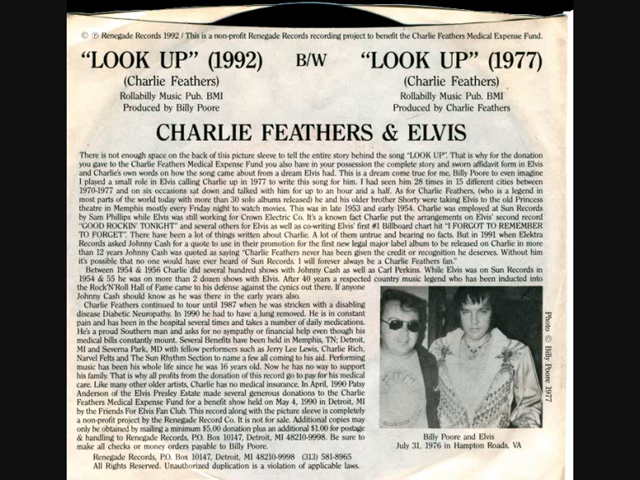 © ℗ Renegade Records 1992 / This is a non-profit Renegade Records recording project to benefit the Charlie Feathers Medical Expense Fund.
"LOOK UP" (1992) B/W "LOOK UP" (1977)
(Charlie Feathers) (Charlie Feathers)
Rollabilly Music Pub. BMI Rollabilly Music Pub. BMI
Produced by Billy Poore Produced by Charlie Feathers
CHARLIE FEATHERS & ELVIS
There is not enough space on the back of this picture sleeve to tell the entire story behind the song "LOOK UP". That is why for the donation
you gave to the Charlie Feathers Medical Expense Fund you also have in your possession the complete story and sworn affidavit form in Elvis
and Charlie's own words on how the song came about from a dream Elvis had. This is a dream come true for me, Billy Poore to even imagine
I played a small role in Elvis calling Charlie up in 1977 to write this song for him. I had seen him 28 times in 15 different cities between
1970-1977 and on six occasions sat down and talked with him for up to an hour and a half. As for Charlie Feathers, (who is a legend in
most parts of the world today with more than 30 solo albums released) he and his older brother Shorty were taking Elvis to the old Princess
theatre in Memphis mostly every Friday night to watch movies. This was in late 1953 and early 1954. Charlie was employed at Sun Records
by Sam Phillips while Elvis was still working for Crown Electric Co. It's a known fact Charlie put the arrangements on Elvis' second record
"GOOD ROCKIN' TONIGHT" and several others for Elvis as well as co-writing Elvis' first #1 Billboard chart hit "I FORGOT TO REMEMBER
TO FORGET". There have been a lot of things written about Charlie. A lot of them untrue and bearing no facts. But in 1991 when Elektra
Records asked Johnny Cash for a quote to use in their promotion for the first new legal major label album to be released on Charlie in more
than 12 years Johnny Cash was quoted as saying "Charlie Feathers never has been given the credit or recognition he deserves. Without him
it's possible that no one would have ever heard of Sun Records. I will forever always be a Charlie Feathers fan."
Between 1954 & 1956 Charlie did several hundred shows with Johnny Cash as well as Carl Perkins. While Elvis was on Sun Records in
1954 & 55 he was on more than 2 dozen shows with Elvis. After 40 years a respected country music legend who has been inducted into
the Rock'N'Roll Hall of Fame came to his defense against the cynics out there. If anyone
Johnny Cash should know as he was there in the early years also.
Charlie Feathers continued to tour until 1987 when he was stricken with a disabling
disease Diabetic Neuropathy. In 1990 he had to have a lung removed. He is in constant
pain and has been in the hospital several times and takes a number of daily medications.
He's a proud Southern man and asks for no sympathy or financial help even though his
medical bills constantly mount. Several Benefits have been held in Memphis, TN; Detroit,
MI and Severna Park, MD with fellow performers such as Jerry Lee Lewis, Charlie Rich,
Narvel Felts and The Sun Rhythm Section to name a few all coming to his aid. Performing
music has been his whole life since he was 16 years old. Now he has no way to support
his family. That is why all profits from the donation of this record go to pay for his medical
care. Like many other older artists, Charlie has no medical insurance. In April, 1990 Patsy
Anderson of the Elvis Presley Estate made several generous donations to the Charlie
Feathers Medical Expense Fund for a benefit show held on May 4, 1990 in Detroit, MI
by the Friends For Elvis Fan Club. This record along with the picture sleeve is completely
a non-profit project by the Renegade Record Co. It is not for sale. Additional copies may
only be obtained by mailing a minimum $5.00 donation plus an additional $1.00 for postage
& handling to Renegade Records, P.O. Box 10147, Detroit, MI 48210-9998. Be sure to
make all checks or money orders payable to Billy Poore.
Renegade Records, P.O. Box 10147, Detroit, MI 48210-9998 (313) 581-8965
All Rights Reserved. Unauthorized duplication is a violation of applicable laws.
Photo © Billy Poore 1977
Billy Poore and Elvis
July 31, 1976 in Hampton Roads, VA